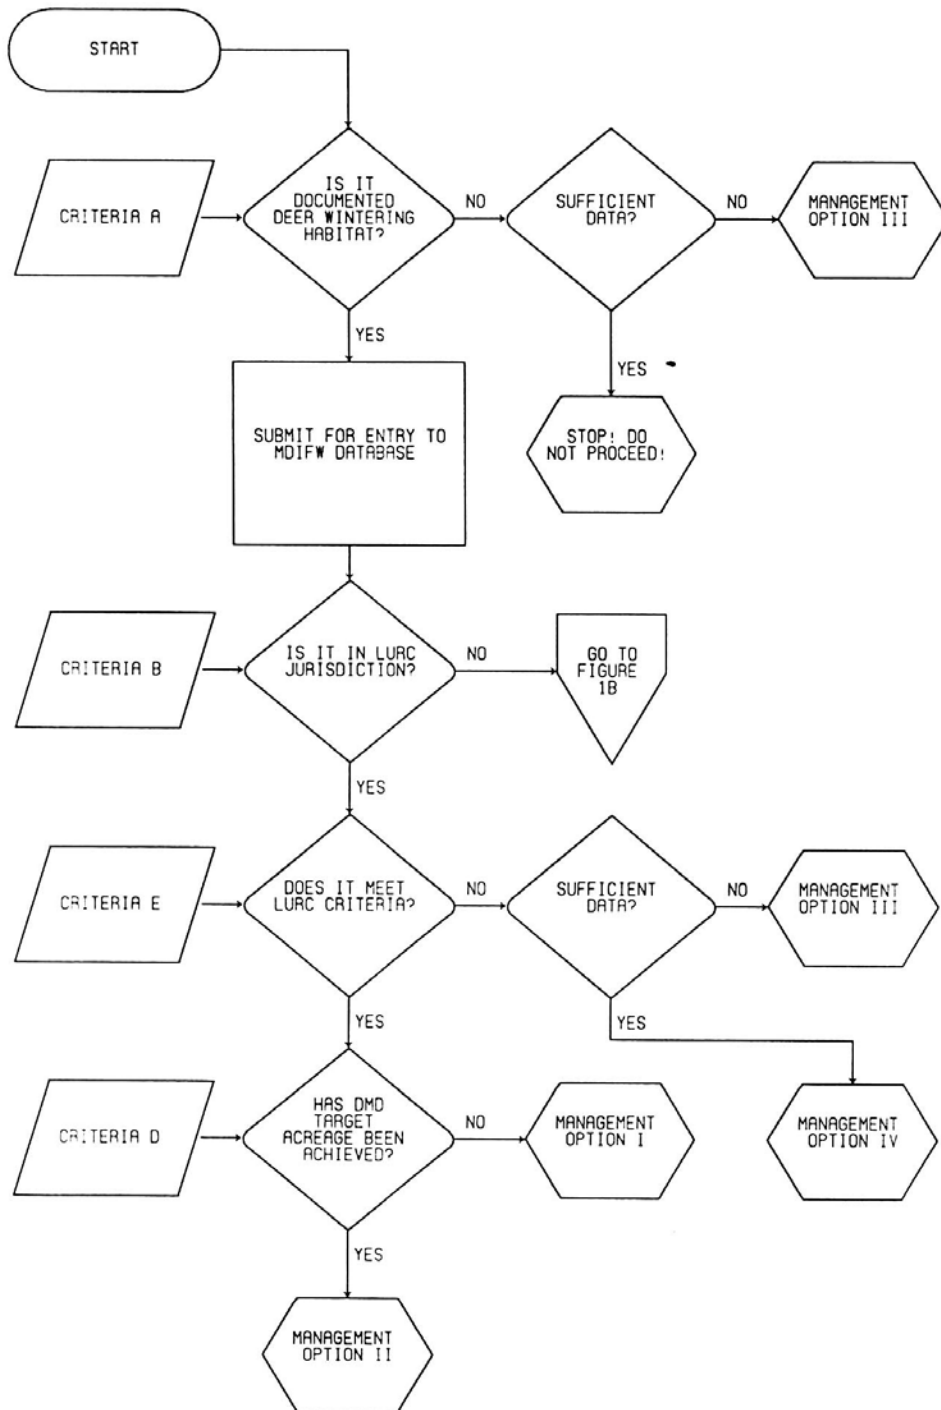 START
CRITERIA A
IS IT
DOCUMENTED
DEER WINTERING
HABITAT?
NO
SUFFICIENT
DATA?
NO
MANAGEMENT
OPTION III
YES
YES
SUBMIT FOR ENTRY TO
MDIFW DATABASE
STOP! DO
NOT PROCEED!
CRITERIA B
IS IT IN LURC
JURISDICTION?
NO
GO TO
FIGURE
1B
YES
CRITERIA E
DOES IT MEET
LURC CRITERIA?
NO
SUFFICIENT
DATA?
NO
MANAGEMENT
OPTION III
YES
YES
CRITERIA D
HAS DMD
TARGET
ACREAGE BEEN
ACHIEVED?
NO
MANAGEMENT
OPTION I
MANAGEMENT
OPTION IV
YES
MANAGEMENT
OPTION II